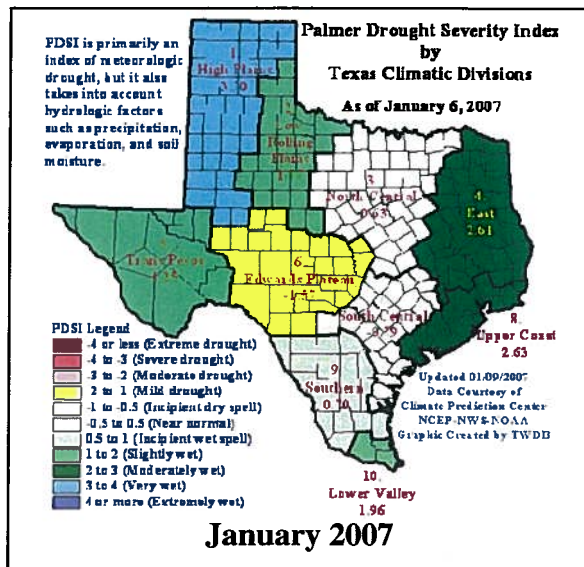 Palmer Drought Severity Index
by
Texas Climatic Divisions
As of January 6, 2007
PDSI is primarily an
index of meteorologic
drought, but it also
takes into account
hydrologic factors
such as precipitation,
evaporation, and soil
moisture.
1
High Plains
Rolling
Plains
3
North Central
4
East
2.61
Trans Pecos
6
Edwards Plateau
South Central
8
Upper Coast
2.63
9
Southern
10
Lower Valley
1.96
PDSI Legend
-4 or less (Extreme drought)
-4 to -3 (Severe drought)
-3 to -2 (Moderate drought)
2 to 1 (Mild drought)
-1 to -0.5 (Incipient dry spell)
-0.5 to 0.5 (Near normal)
0.5 to 1 (Incipient wet spell)
1 to 2 (Slightly wet)
2 to 3 (Moderately wet)
3 to 4 (Very wet)
4 or more (Extremely wet)
Updated 01/09/2007
Data Courtesy of
Climate Prediction Center
NCEP-NWS-NOAA
Graphic Created by TWDB
January 2007